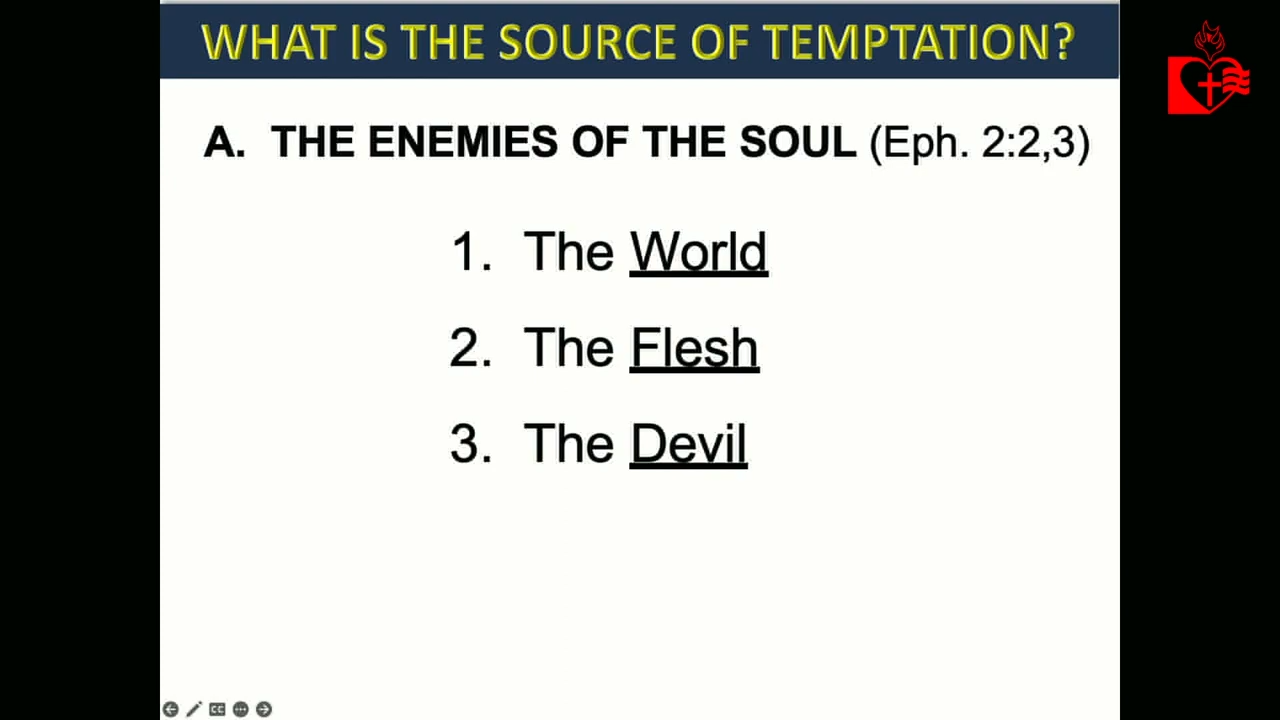 WHAT IS THE SOURCE OF TEMPTATION?
A. THE ENEMIES OF THE SOUL (Eph. 2:2,3)
1. The World
2. The Flesh
3. The Devil
CC